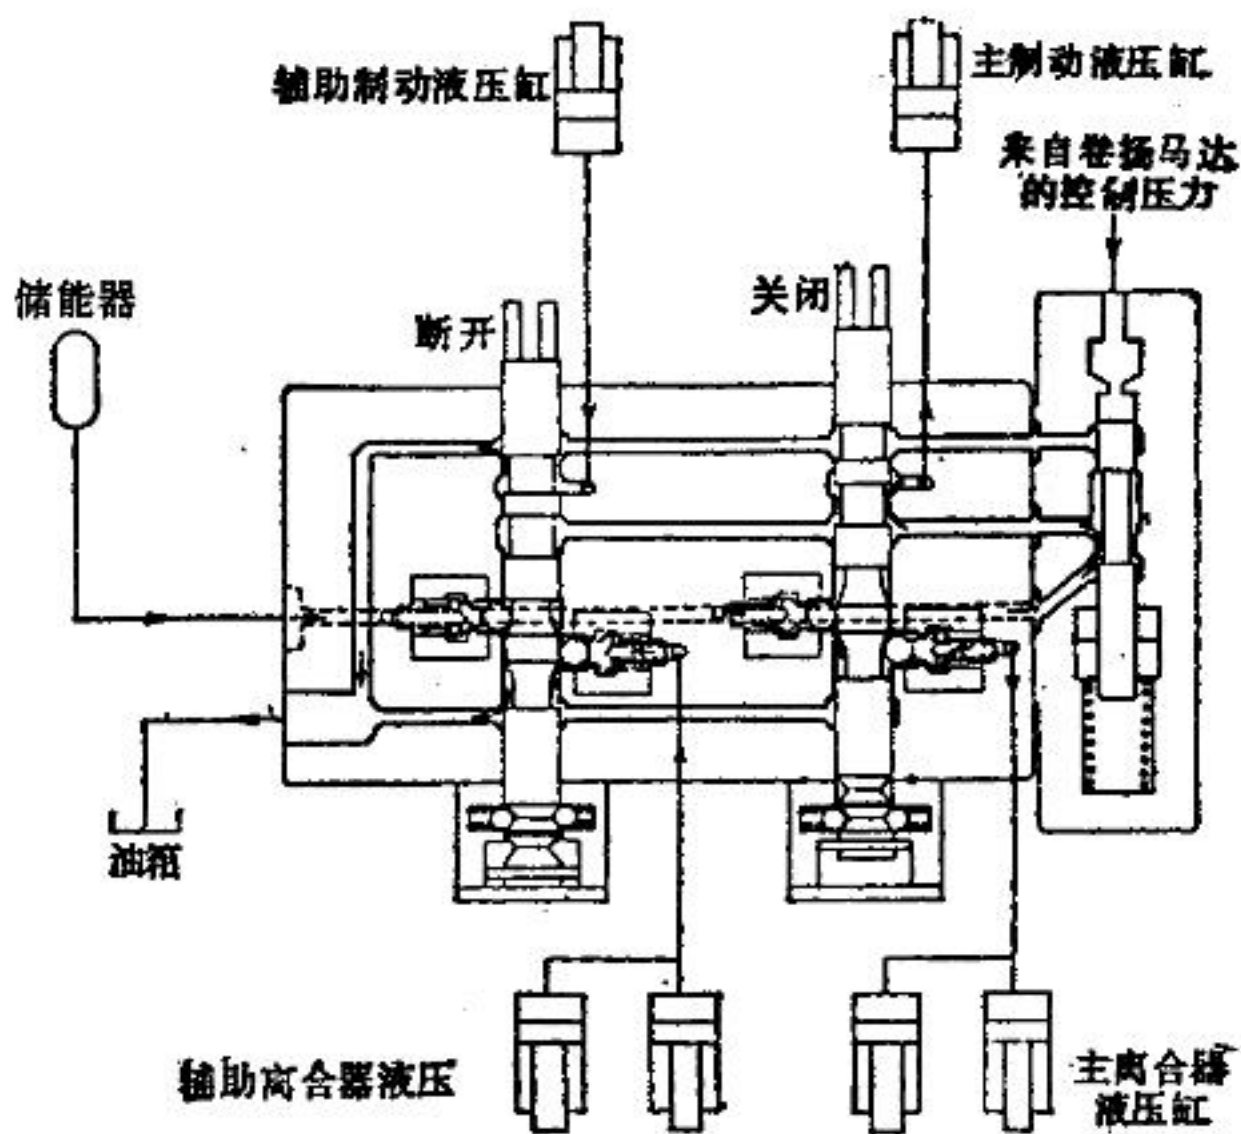 辅助制动液压缸
主制动液压缸
来自卷扬马达
的控制压力
储能器
断开
关闭
油箱
辅助离合器液压
主离合器
液压缸